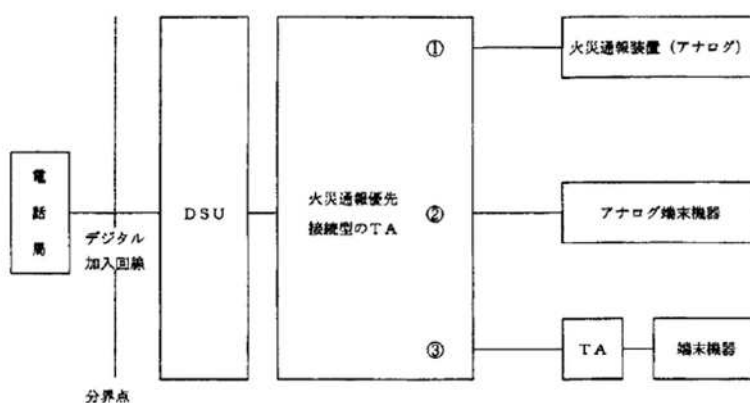 電話局
デジタル
加入回線
分界点
DSU
火災通報優先
接続型のTA
①
②
③
火災通報装置（アナログ）
アナログ端末機器
TA
端末機器